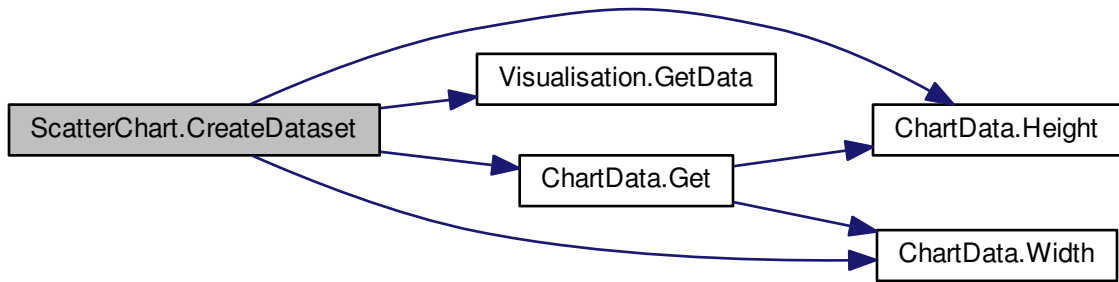 ScatterChart.CreateDataset
Visualisation.GetData
ChartData.Get
ChartData.Height
ChartData.Width